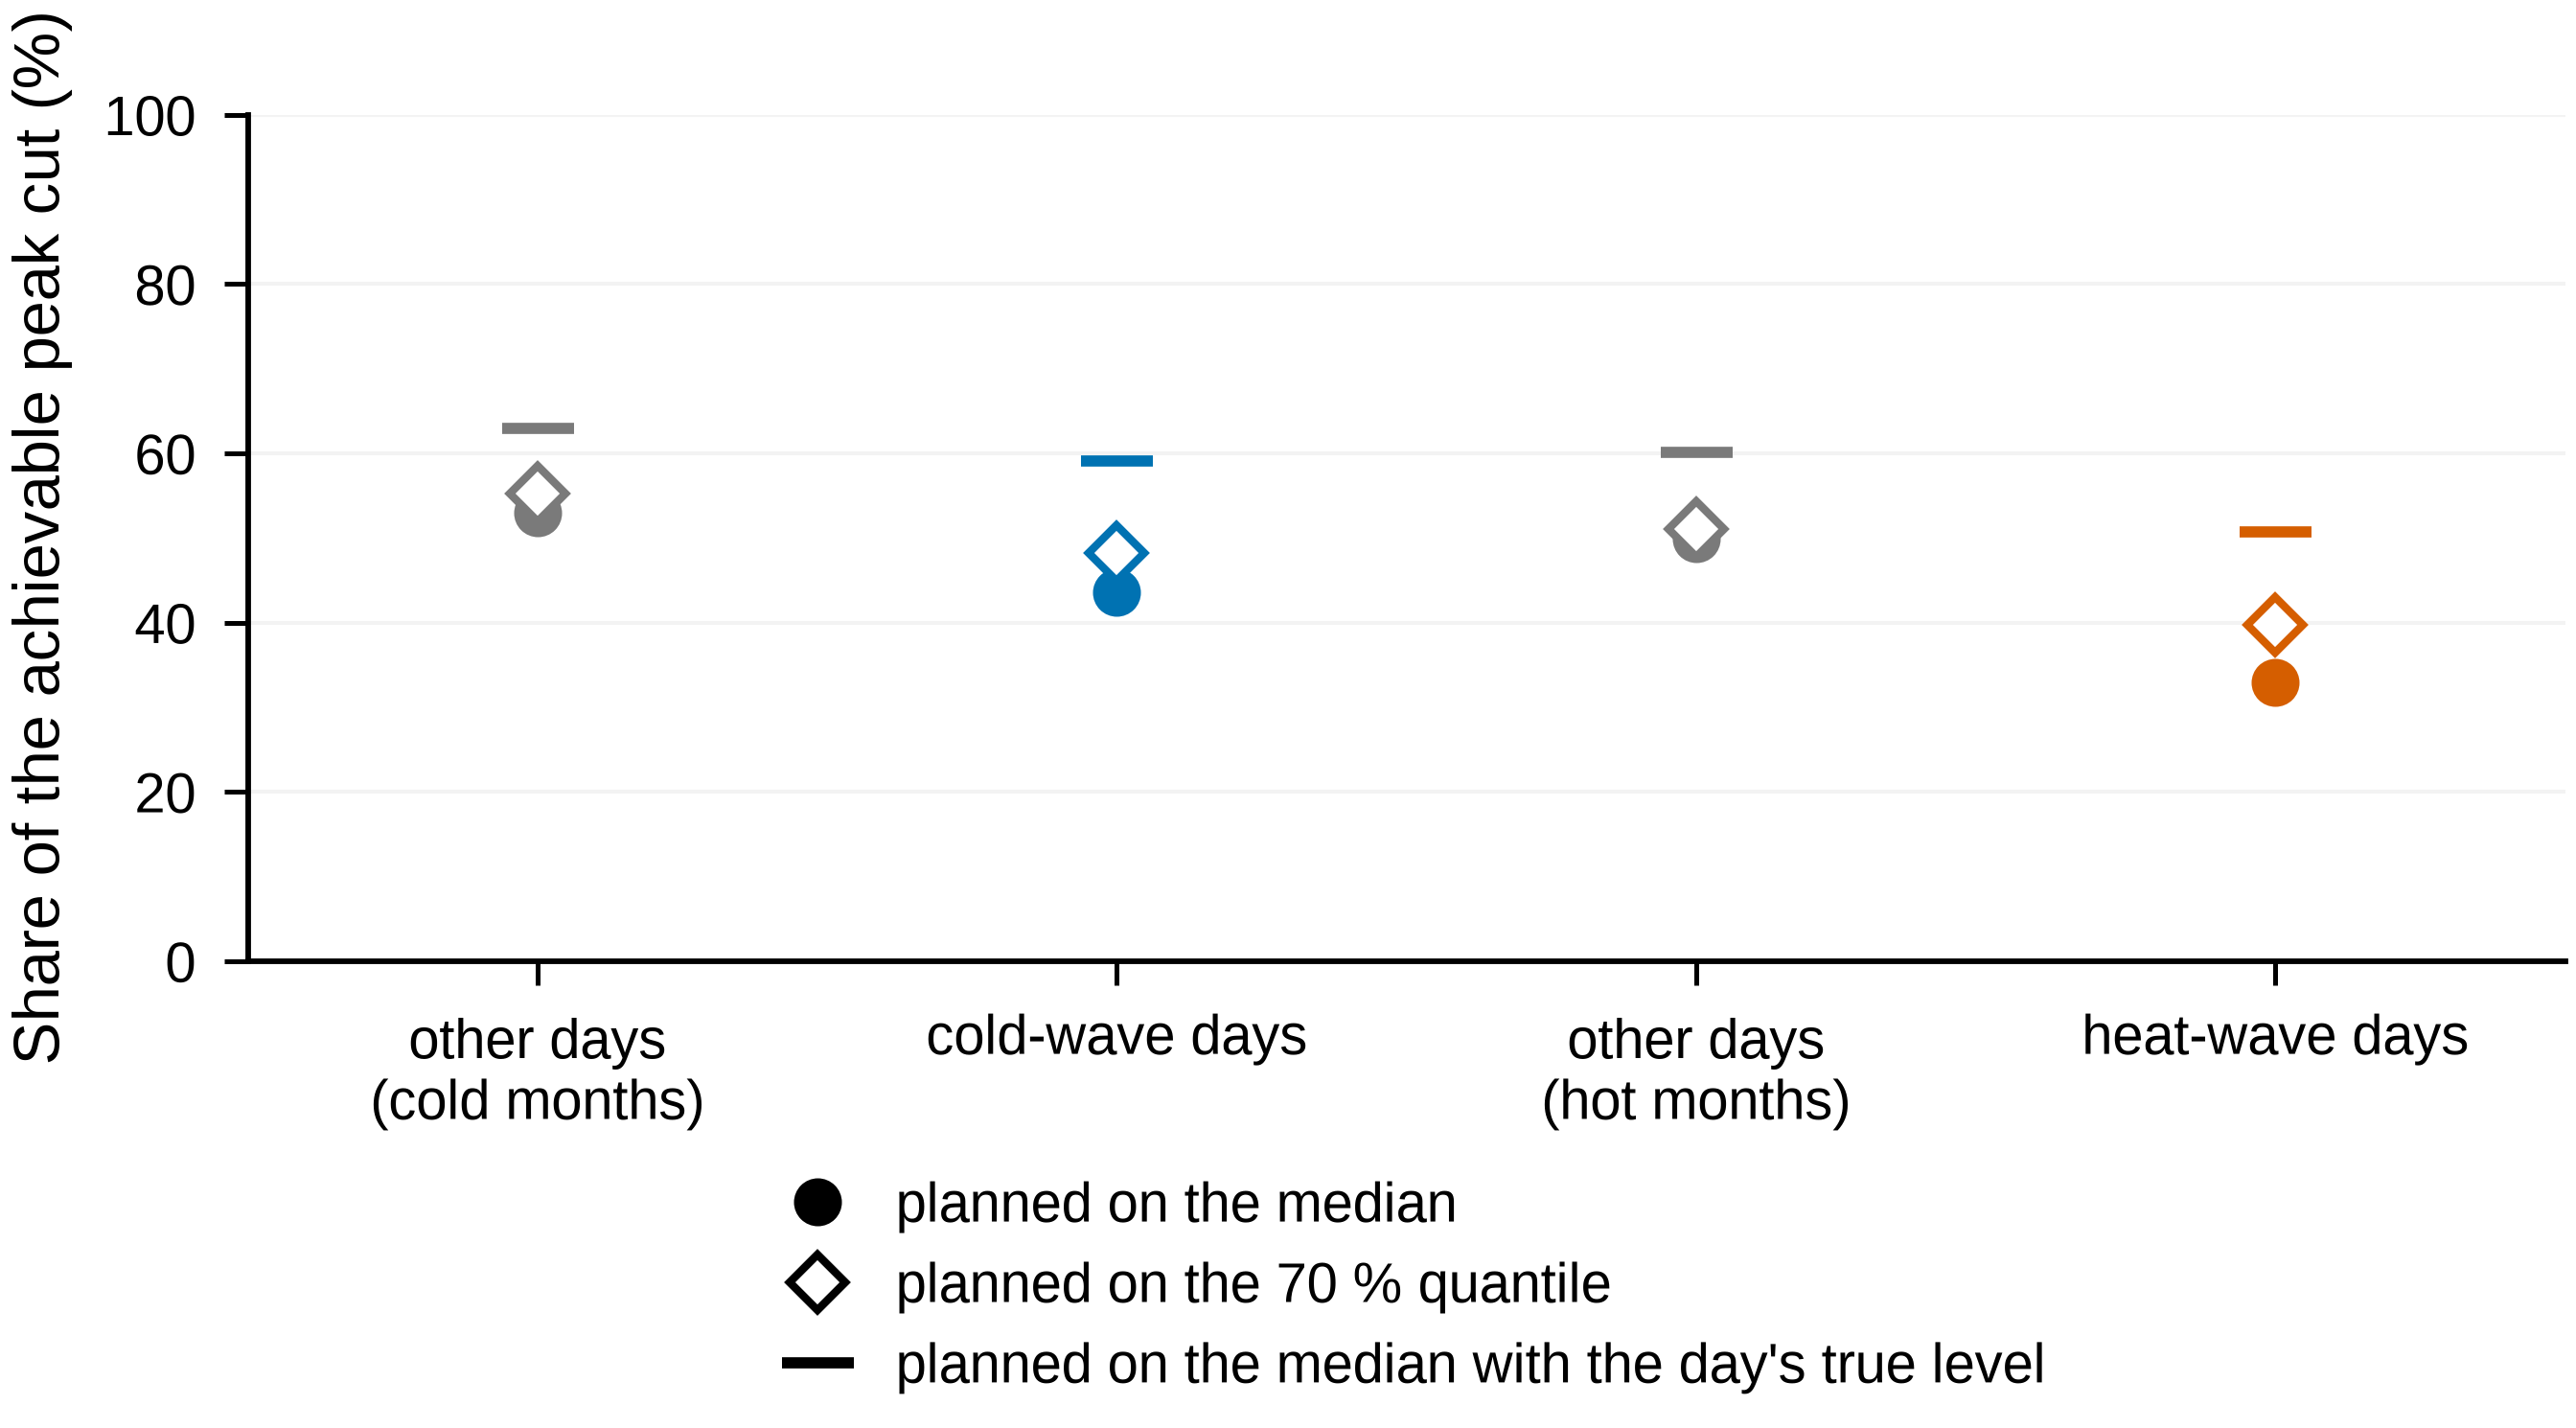 Share of the achievable peak cut (%)
100
80
60
40
20
0
other days
(cold months)
cold-wave days
other days
(hot months)
heat-wave days
planned on the median
planned on the 70 % quantile
planned on the median with the day's true level